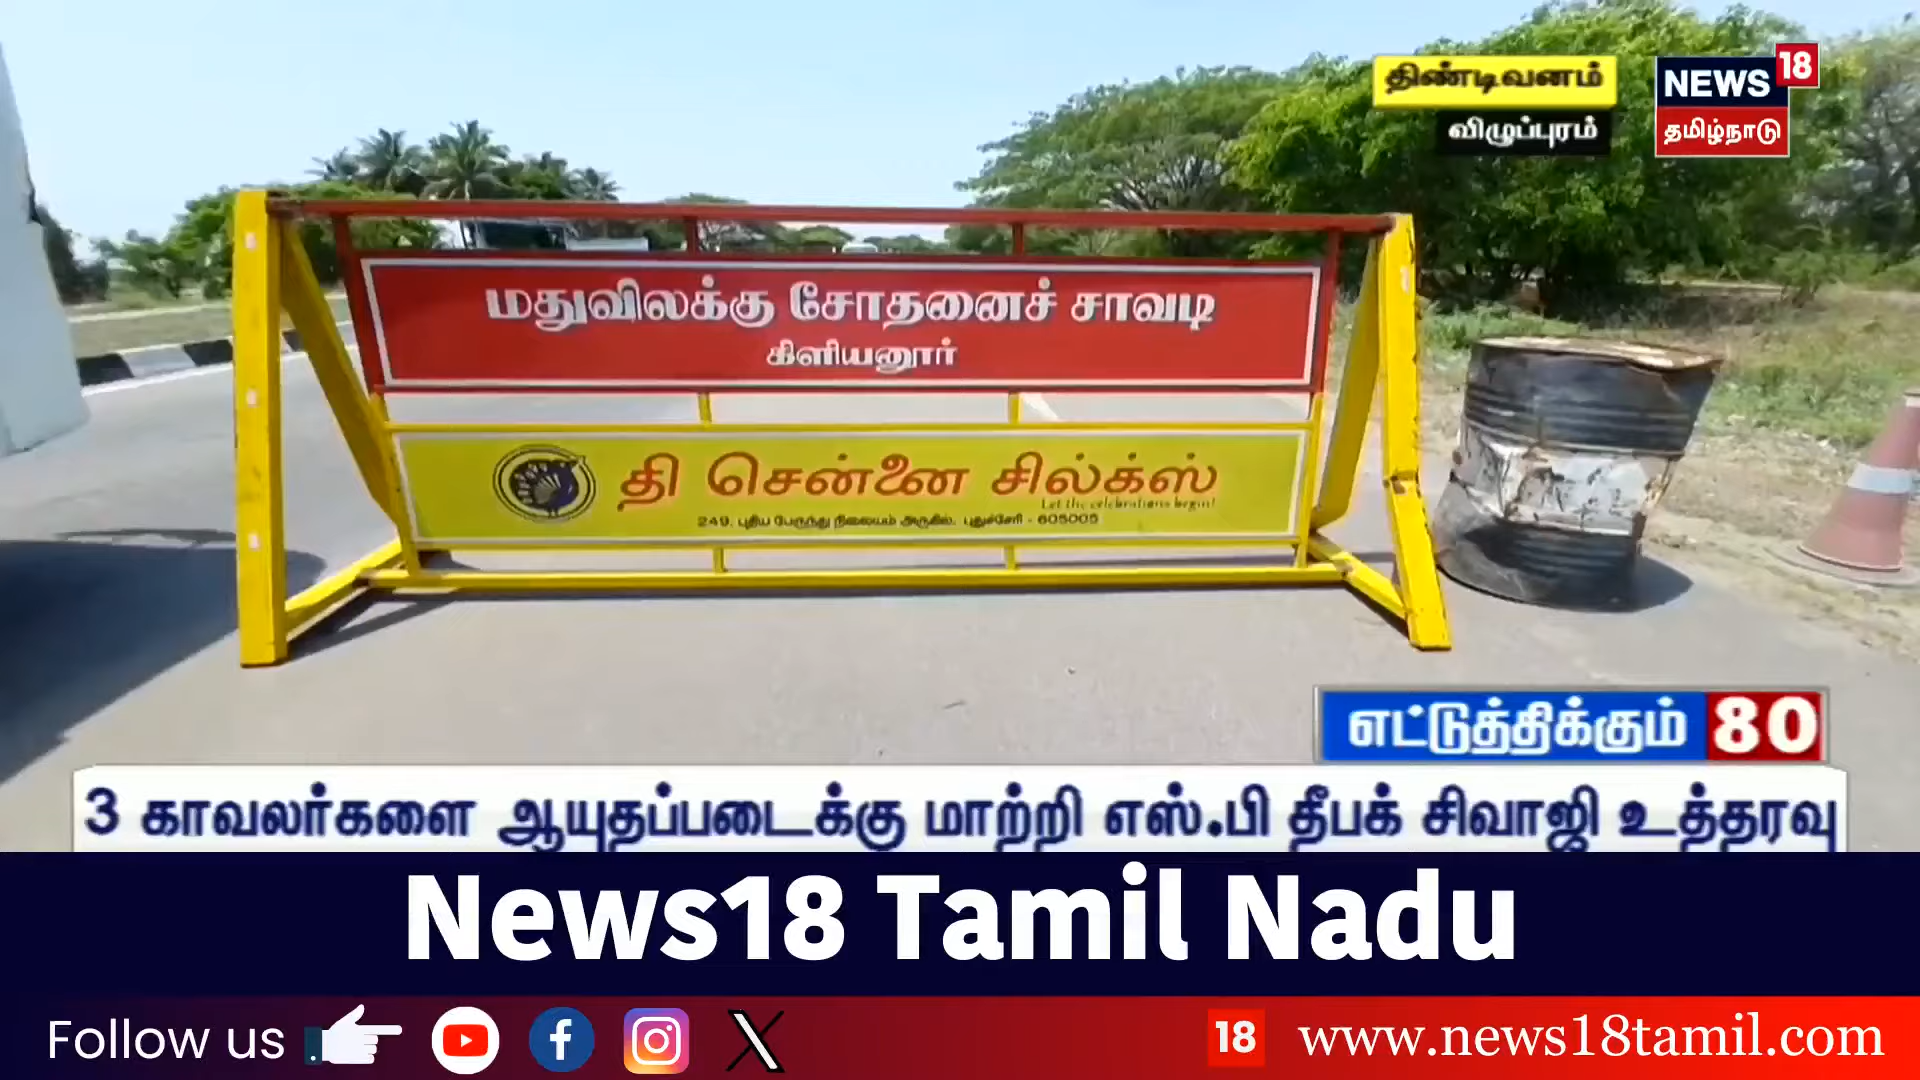 திண்டிவனம்
விழுப்புரம்
NEWS 18
தமிழ்நாடு
மதுவிலக்கு சோதனைச் சாவடி
கிளியனூர்
தி சென்னை சில்க்ஸ்
Let the celebrations begin!
249, புதிய பேருந்து நிலையம் அருகில், புதுச்சேரி - 605005
எட்டுத்திக்கும் 80
3 காவலர்களை ஆயுதப்படைக்கு மாற்றி எஸ்.பி தீபக் சிவாஜி உத்தரவு
News18 Tamil Nadu
Follow us
18 www.news18tamil.com